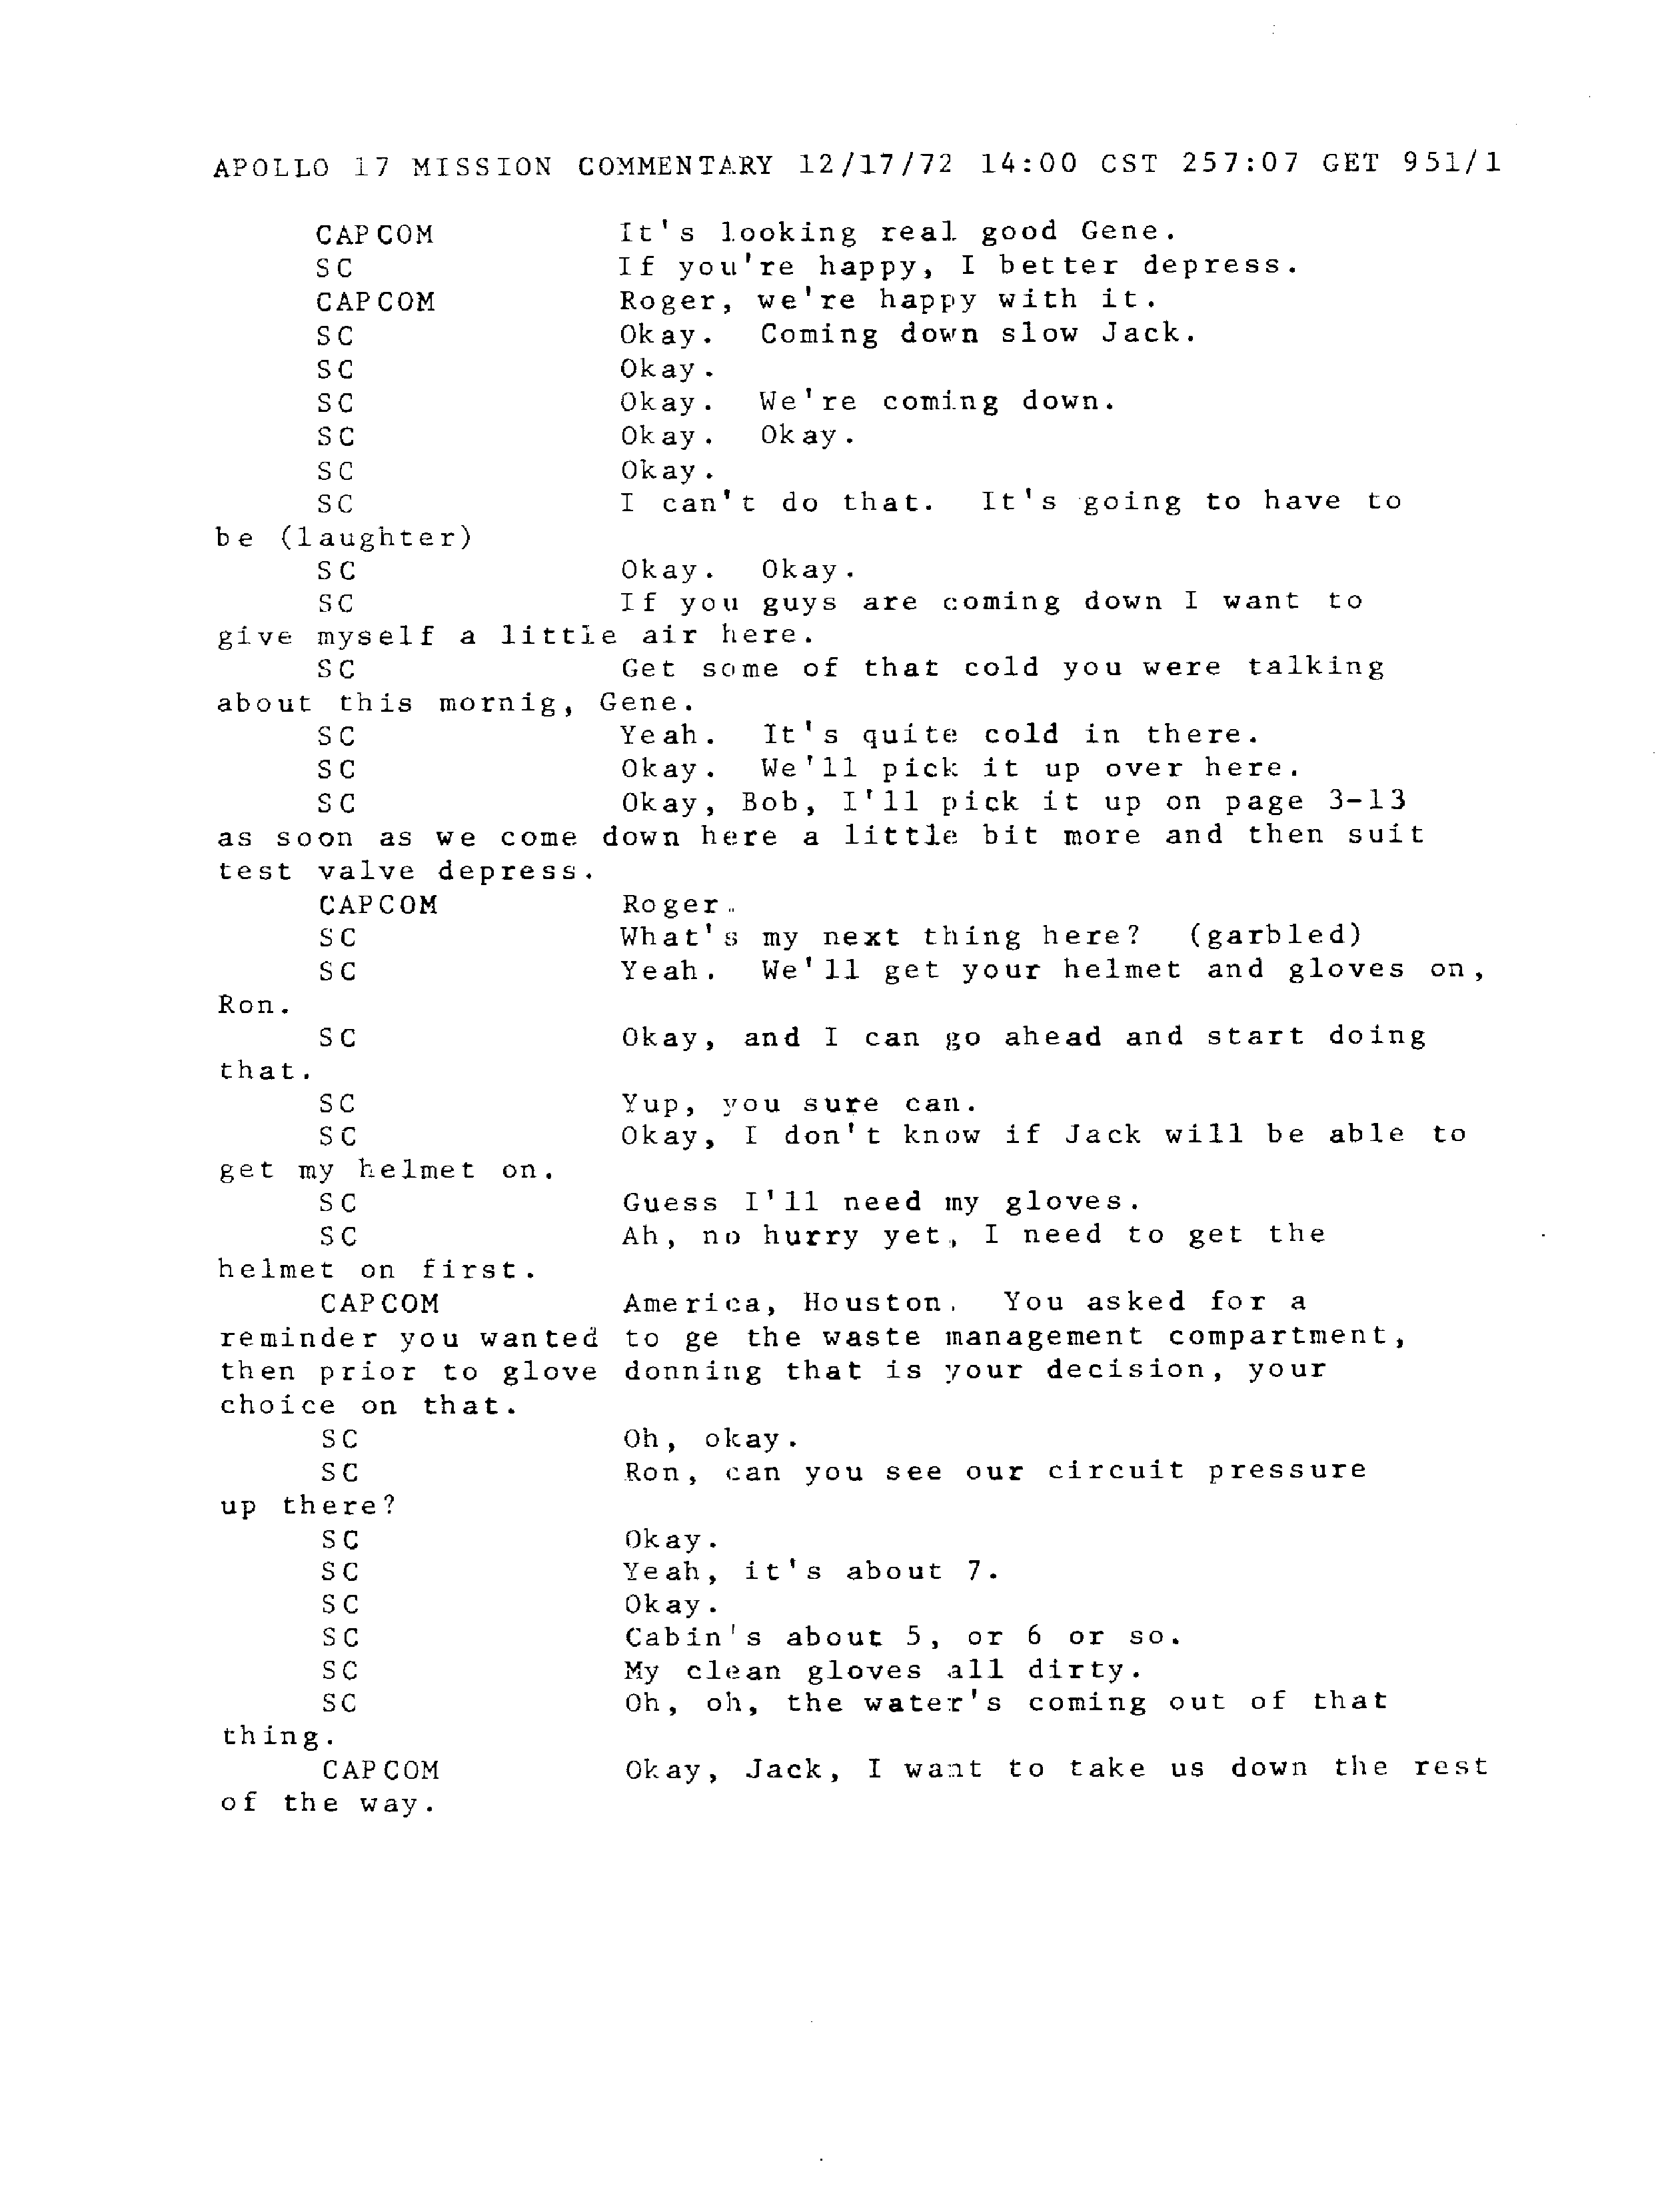 APOLLO 17 MISSION COMMENTARY 12/17/72 14:00 CST 257:07 GET 951/1
CAPCOM It's looking real good Gene.
SC If you're happy, I better depress.
CAPCOM Roger, we're happy with it.
SC Okay. Coming down slow Jack.
SC Okay.
SC Okay. We're coming down.
SC Okay. Okay.
SC Okay.
SC I can't do that. It's going to have to
be (laughter)
SC Okay. Okay.
SC If you guys are coming down I want to
give myself a little air here.
SC Get some of that cold you were talking
about this mornig, Gene.
SC Yeah. It's quite cold in there.
SC Okay. We'll pick it up over here.
SC Okay, Bob, I'll pick it up on page 3-13
as soon as we come down here a little bit more and then suit
test valve depress.
CAPCOM Roger.
SC What's my next thing here? (garbled)
SC Yeah. We'll get your helmet and gloves on,
Ron.
SC Okay, and I can go ahead and start doing
that.
SC Yup, you sure can.
SC Okay, I don't know if Jack will be able to
get my helmet on.
SC Guess I'll need my gloves.
SC Ah, no hurry yet, I need to get the
helmet on first.
CAPCOM America, Houston. You asked for a
reminder you wanted to ge the waste management compartment,
then prior to glove donning that is your decision, your
choice on that.
SC Oh, okay.
SC Ron, can you see our circuit pressure
up there?
SC Okay.
SC Yeah, it's about 7.
SC Okay.
SC Cabin's about 5, or 6 or so.
SC My clean gloves all dirty.
SC Oh, oh, the water's coming out of that
thing.
CAPCOM Okay, Jack, I want to take us down the rest
of the way.